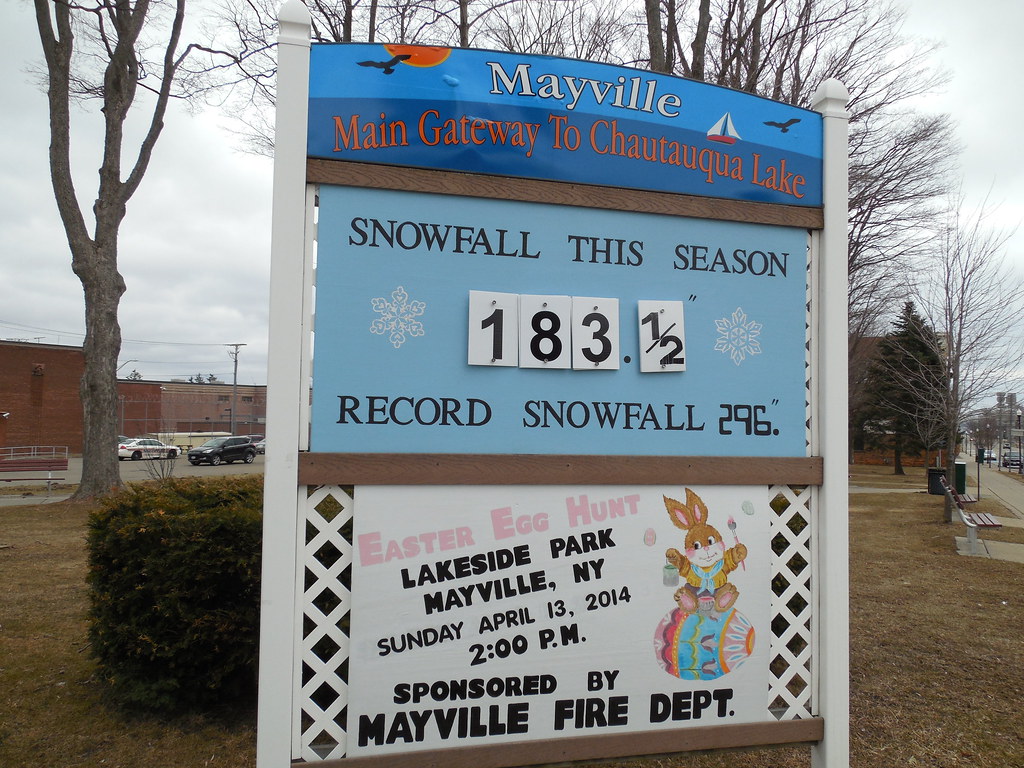 Mayville
Main Gateway To Chautauqua Lake
SNOWFALL THIS SEASON
183.½"
RECORD SNOWFALL 296."
EASTER EGG HUNT
LAKESIDE PARK
MAYVILLE, NY
SUNDAY APRIL 13, 2014
2:00 P.M.
SPONSORED BY
MAYVILLE FIRE DEPT.